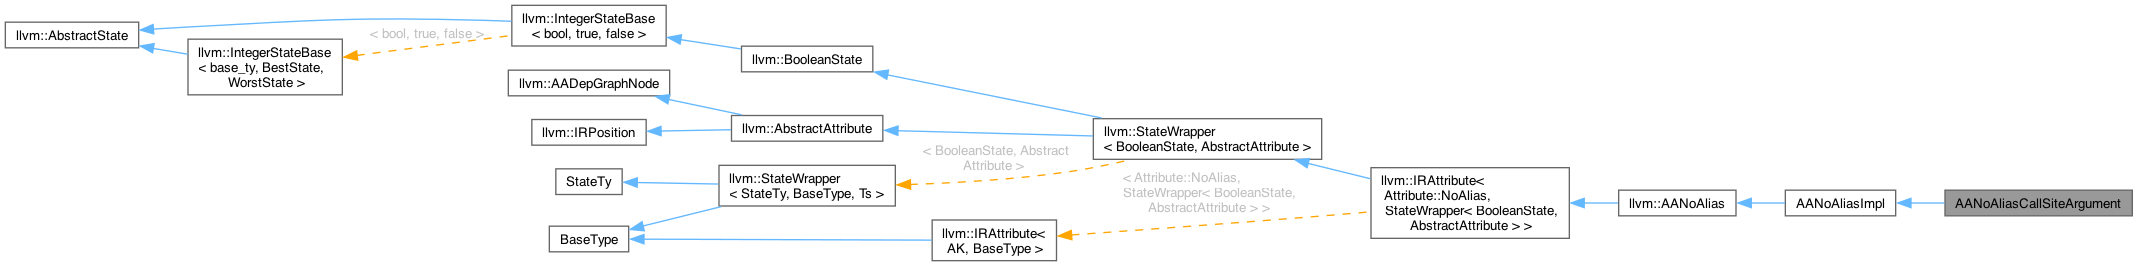 llvm::AbstractState
llvm::IntegerStateBase
< base_ty, BestState,
WorstState >
< bool, true, false >
llvm::IntegerStateBase
< bool, true, false >
llvm::AADepGraphNode
llvm::IRPosition
StateTy
BaseType
llvm::BooleanState
llvm::AbstractAttribute
llvm::StateWrapper
< StateTy, BaseType, Ts >
< BooleanState, Abstract
Attribute >
llvm::IRAttribute<
AK, BaseType >
llvm::StateWrapper
< BooleanState, AbstractAttribute >
< Attribute::NoAlias,
StateWrapper< BooleanState,
AbstractAttribute > >
llvm::IRAttribute<
Attribute::NoAlias,
StateWrapper< BooleanState,
AbstractAttribute > >
llvm::AANoAlias
AANoAliasImpl
AANoAliasCallSiteArgument